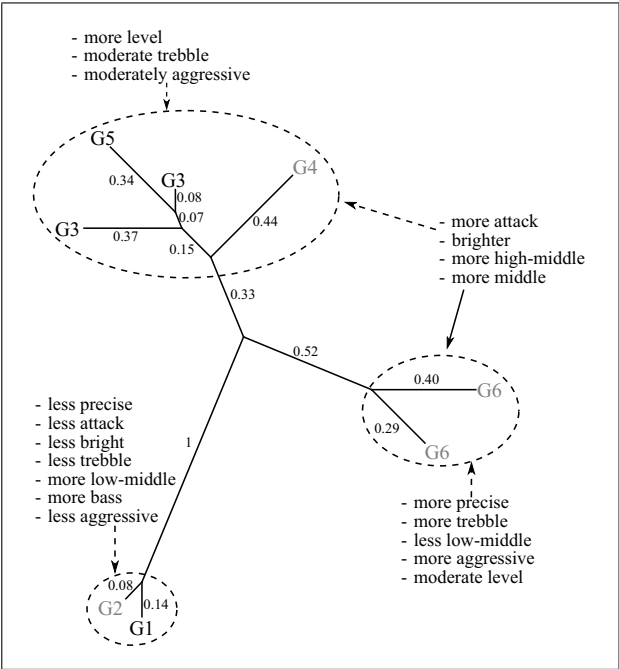 - more level
- moderate trebble
- moderately aggressive
G5
G3
G4
0.34
0.08
0.07
0.44
G3
0.37
0.15
- more attack
- brighter
- more high-middle
- more middle
0.33
0.52
0.40
G6
0.29
G6
- less precise
- less attack
- less bright
- less trebble
- more low-middle
- more bass
- less aggressive
1
- more precise
- more trebble
- less low-middle
- more aggressive
- moderate level
0.08
G2
0.14
G1